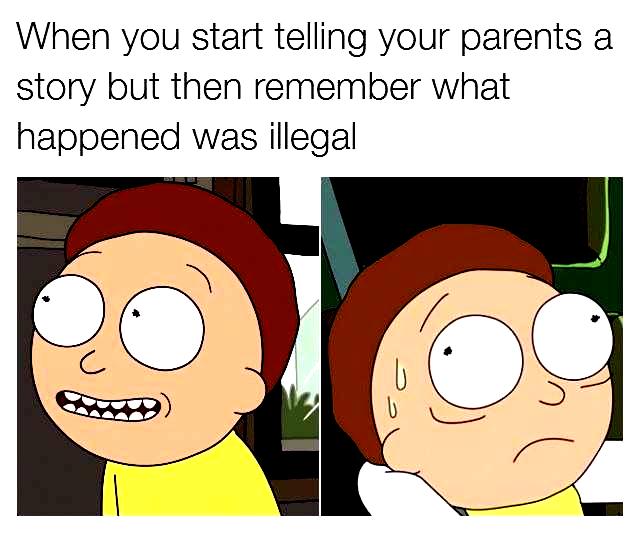 When you start telling your parents a
story but then remember what
happened was illegal